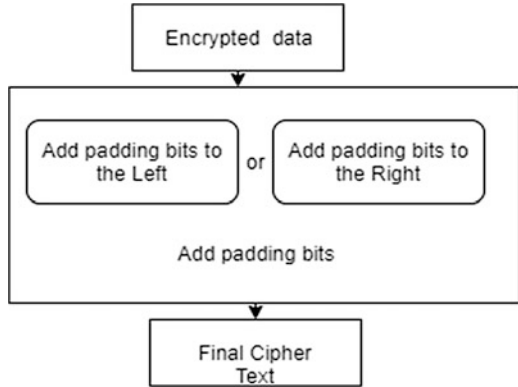 Encrypted data
Add padding bits to
the Left
or
Add padding bits to
the Right
Add padding bits
Final Cipher
Text